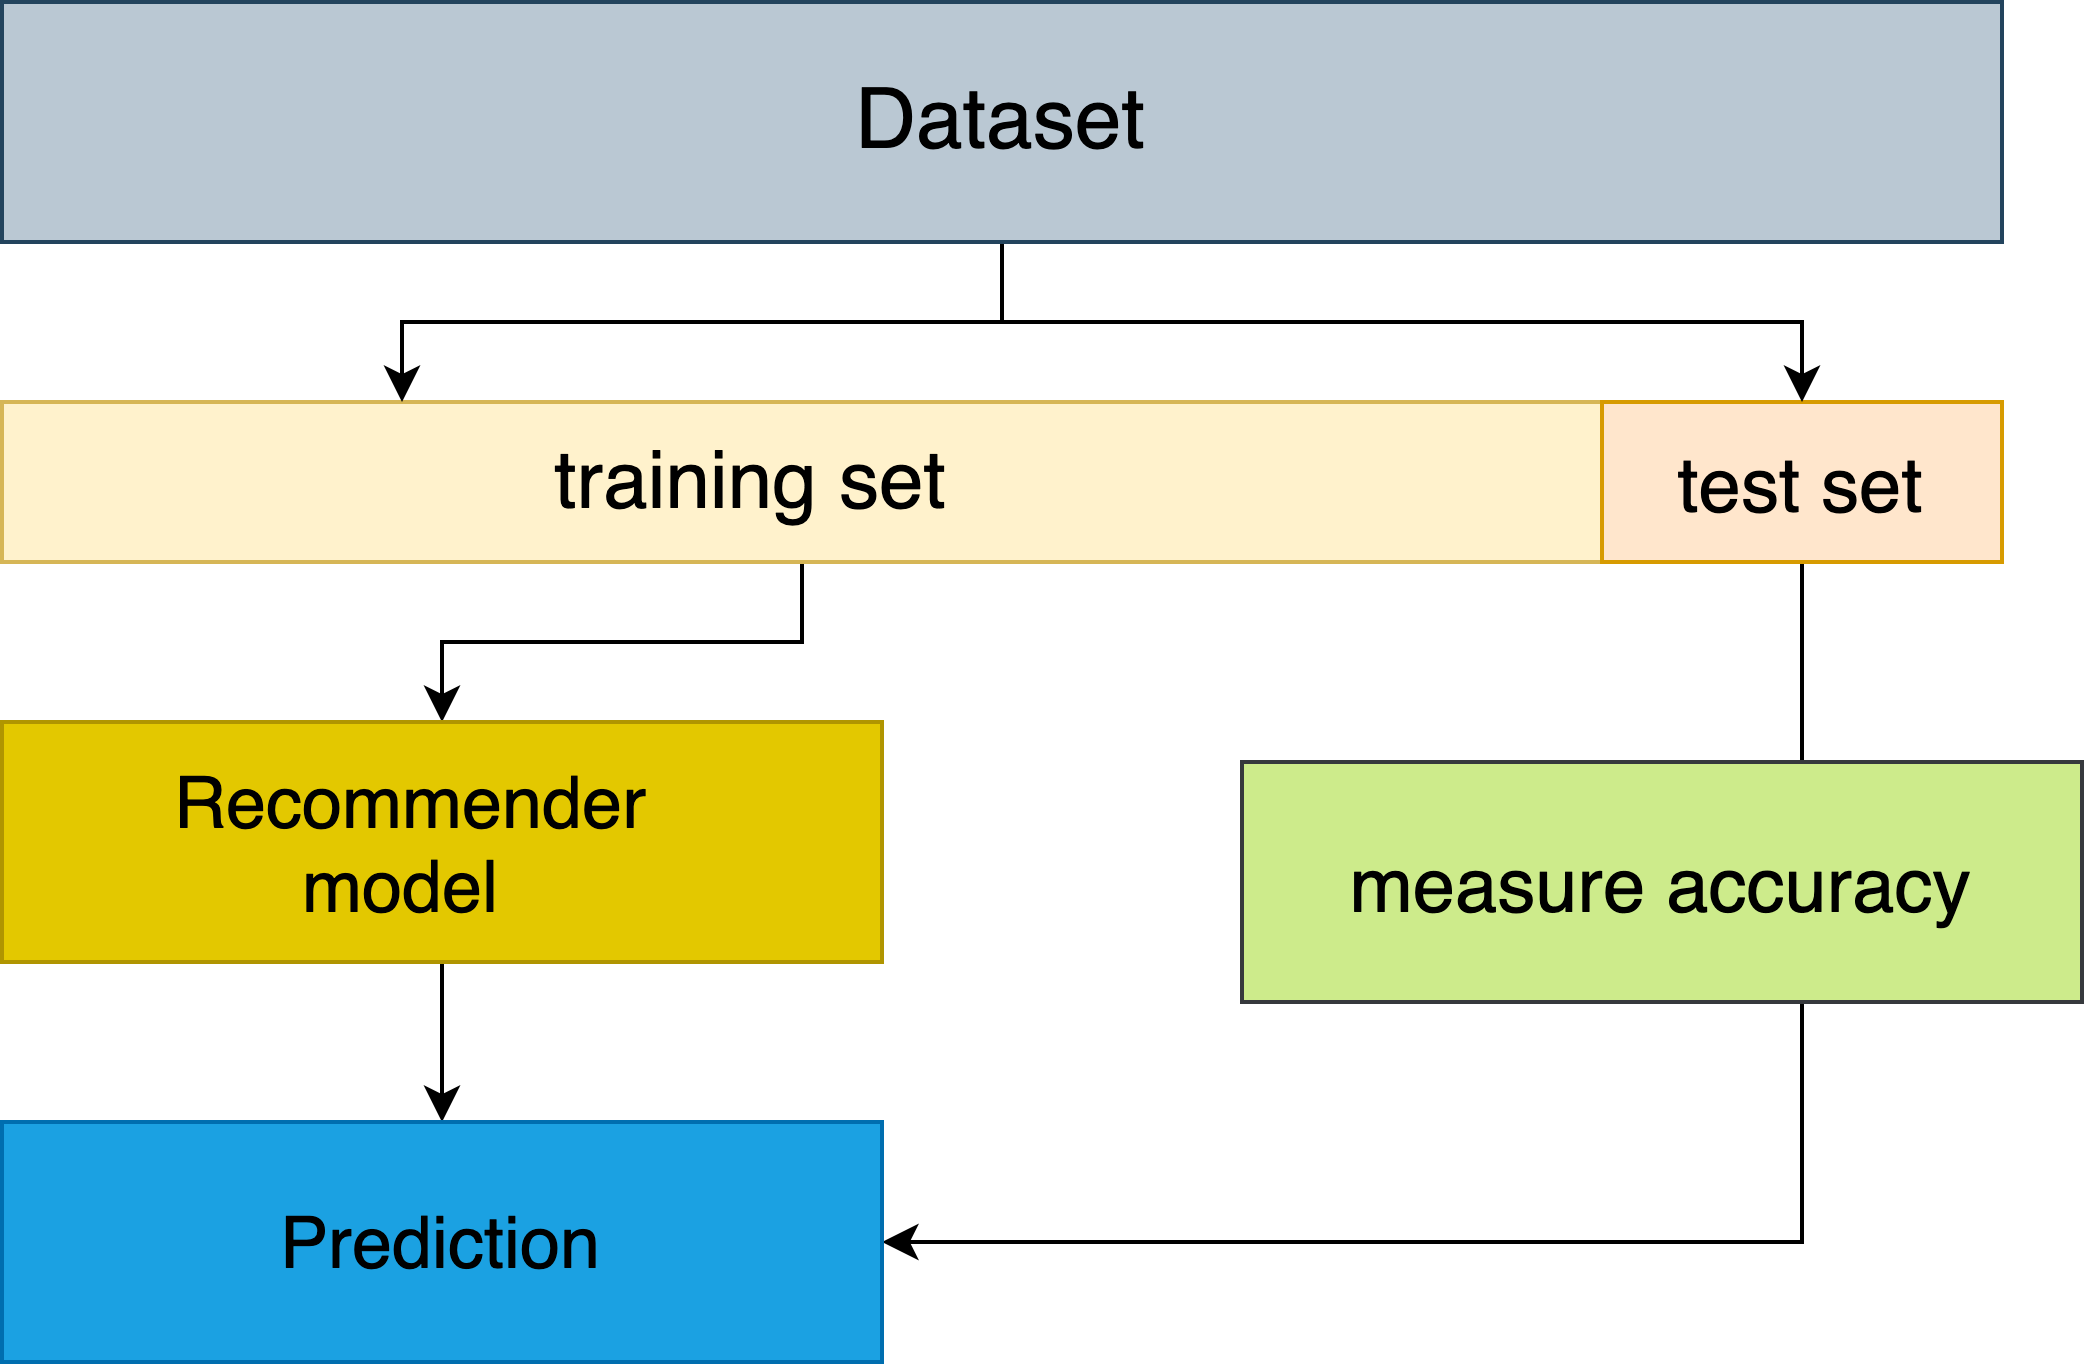 Dataset
training set
test set
Recommender
model
measure accuracy
Prediction